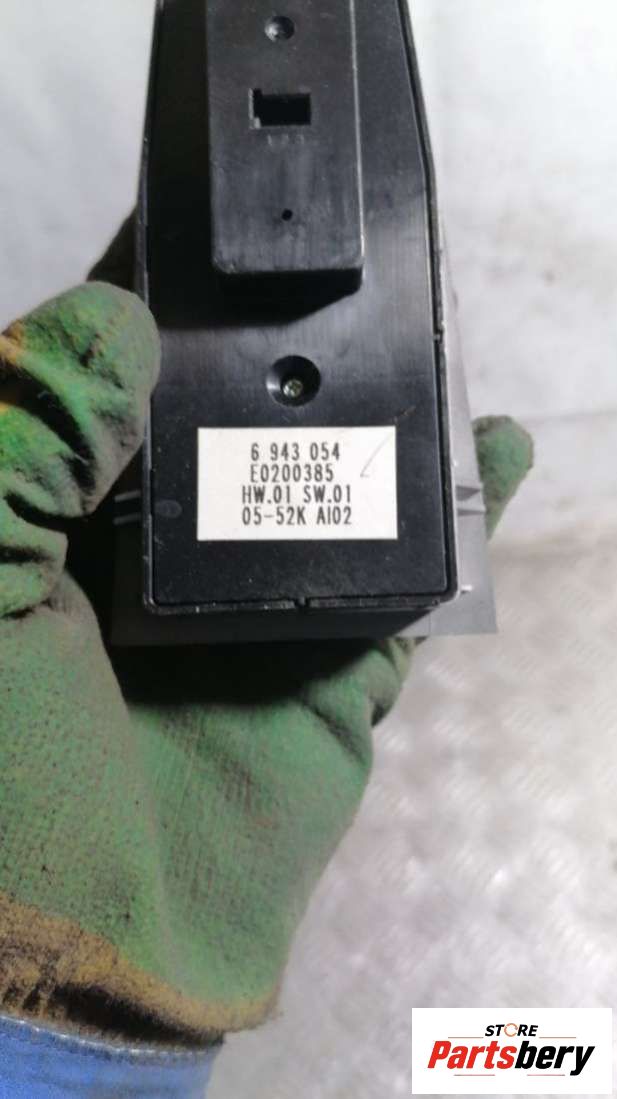 6 943 054
E0200385
HW.01 SW.01
05-52K AI02
STORE
Partsbery